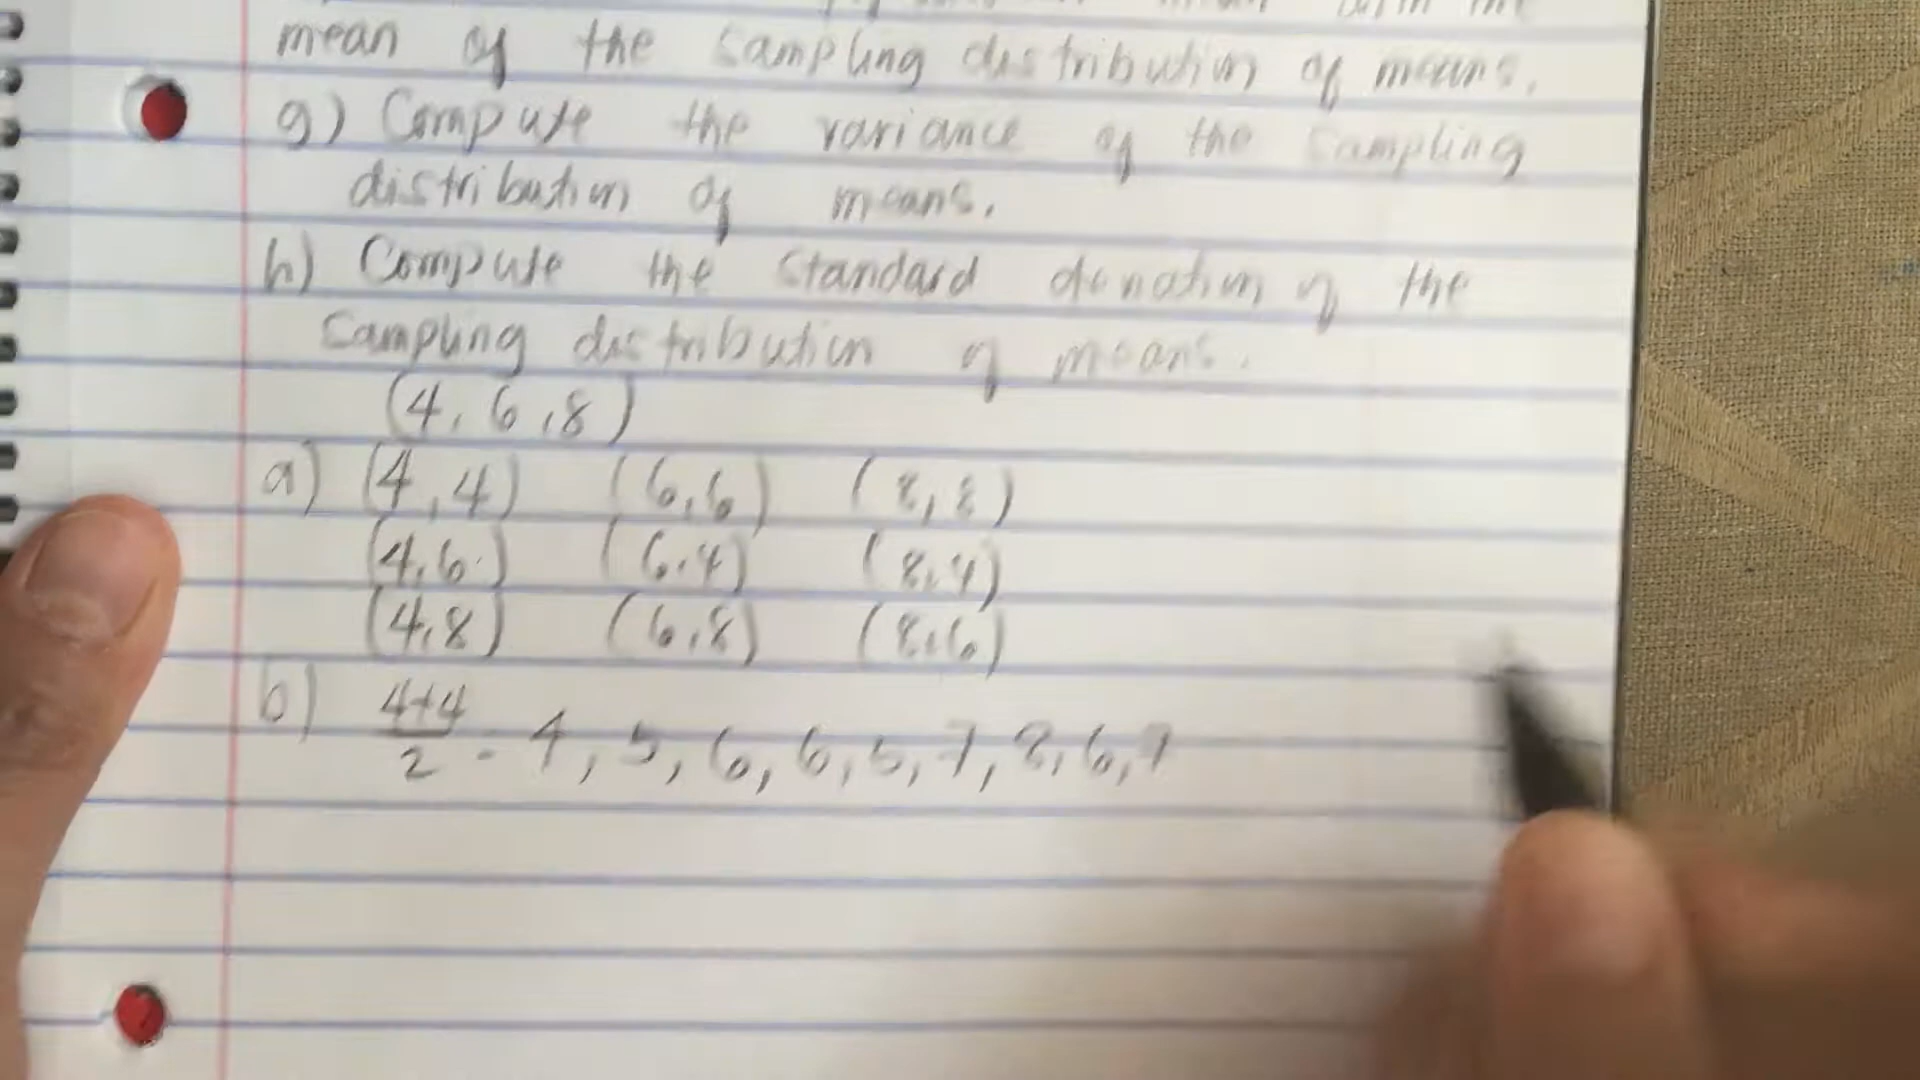 mean of the sampling distribution of means.
g) Compute the variance of the sampling
distribution of means.
h) Compute the standard deviation of the
sampling distribution of means.
(4, 6, 8)
a) (4, 4) (6, 6) (8, 8)
(4, 6) (6, 4) (8, 4)
(4, 8) (6, 8) (8, 6)
b) 4+4
2 = 4, 5, 6, 6, 5, 7, 8, 6, 7